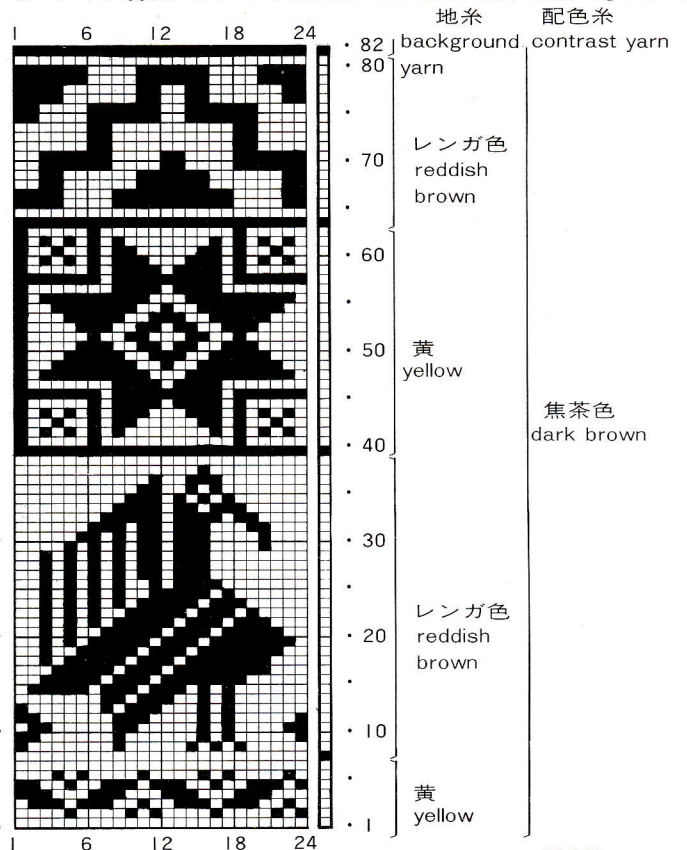 地糸 配色糸
1 6 12 18 24
82 background contrast yarn
80 yarn
レンガ色
70 reddish
brown
60
50 黄
yellow
焦茶色
40 dark brown
30
レンガ色
20 reddish
brown
10
黄
1 yellow
1 6 12 18 24